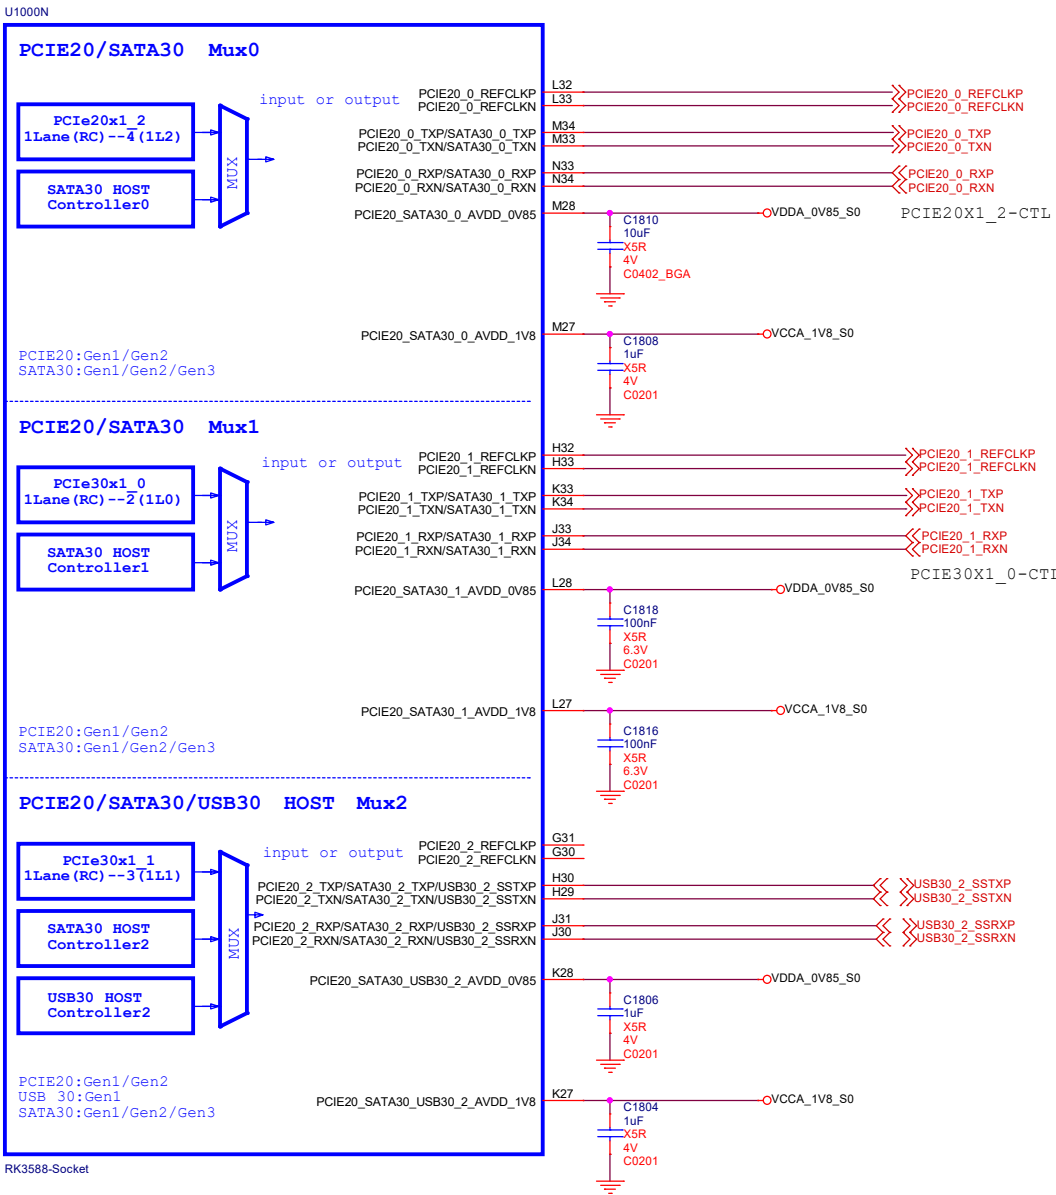 U1000N
PCIE20/SATA30 Mux0
input or output
PCIe20x1_2
1Lane(RC)--4(1L2)
SATA30 HOST
Controller0
MUX
PCIE20_0_REFCLKP L32 PCIE20_0_REFCLKP
PCIE20_0_REFCLKN L33 PCIE20_0_REFCLKN
PCIE20_0_TXP/SATA30_0_TXP M34 PCIE20_0_TXP
PCIE20_0_TXN/SATA30_0_TXN M33 PCIE20_0_TXN
PCIE20_0_RXP/SATA30_0_RXP N33 PCIE20_0_RXP
PCIE20_0_RXN/SATA30_0_RXN N34 PCIE20_0_RXN
PCIE20_SATA30_0_AVDD_0V85 M28 VDDA_0V85_S0 PCIE20X1_2-CTL
C1810
10uF
X5R
4V
C0402_BGA
PCIE20_SATA30_0_AVDD_1V8 M27 VCCA_1V8_S0
C1808
1uF
X5R
4V
C0201
PCIE20:Gen1/Gen2
SATA30:Gen1/Gen2/Gen3
PCIE20/SATA30 Mux1
input or output
PCIe30x1_0
1Lane(RC)--2(1L0)
SATA30 HOST
Controller1
MUX
PCIE20_1_REFCLKP H32 PCIE20_1_REFCLKP
PCIE20_1_REFCLKN H33 PCIE20_1_REFCLKN
PCIE20_1_TXP/SATA30_1_TXP K33 PCIE20_1_TXP
PCIE20_1_TXN/SATA30_1_TXN K34 PCIE20_1_TXN
PCIE20_1_RXP/SATA30_1_RXP J33 PCIE20_1_RXP
PCIE20_1_RXN/SATA30_1_RXN J34 PCIE20_1_RXN
PCIE30X1_0-CTL
PCIE20_SATA30_1_AVDD_0V85 L28 VDDA_0V85_S0
C1818
100nF
X5R
6.3V
C0201
PCIE20_SATA30_1_AVDD_1V8 L27 VCCA_1V8_S0
C1816
100nF
X5R
6.3V
C0201
PCIE20:Gen1/Gen2
SATA30:Gen1/Gen2/Gen3
PCIE20/SATA30/USB30 HOST Mux2
input or output
PCIe30x1_1
1Lane(RC)--3(1L1)
SATA30 HOST
Controller2
USB30 HOST
Controller2
MUX
PCIE20_2_REFCLKP G31
PCIE20_2_REFCLKN G30
PCIE20_2_TXP/SATA30_2_TXP/USB30_2_SSTXP H30 USB30_2_SSTXP
PCIE20_2_TXN/SATA30_2_TXN/USB30_2_SSTXN H29 USB30_2_SSTXN
PCIE20_2_RXP/SATA30_2_RXP/USB30_2_SSRXP J31 USB30_2_SSRXP
PCIE20_2_RXN/SATA30_2_RXN/USB30_2_SSRXN J30 USB30_2_SSRXN
PCIE20_SATA30_USB30_2_AVDD_0V85 K28 VDDA_0V85_S0
C1806
1uF
X5R
4V
C0201
PCIE20:Gen1/Gen2
USB 30:Gen1
SATA30:Gen1/Gen2/Gen3
PCIE20_SATA30_USB30_2_AVDD_1V8 K27 VCCA_1V8_S0
C1804
1uF
X5R
4V
C0201
RK3588-Socket